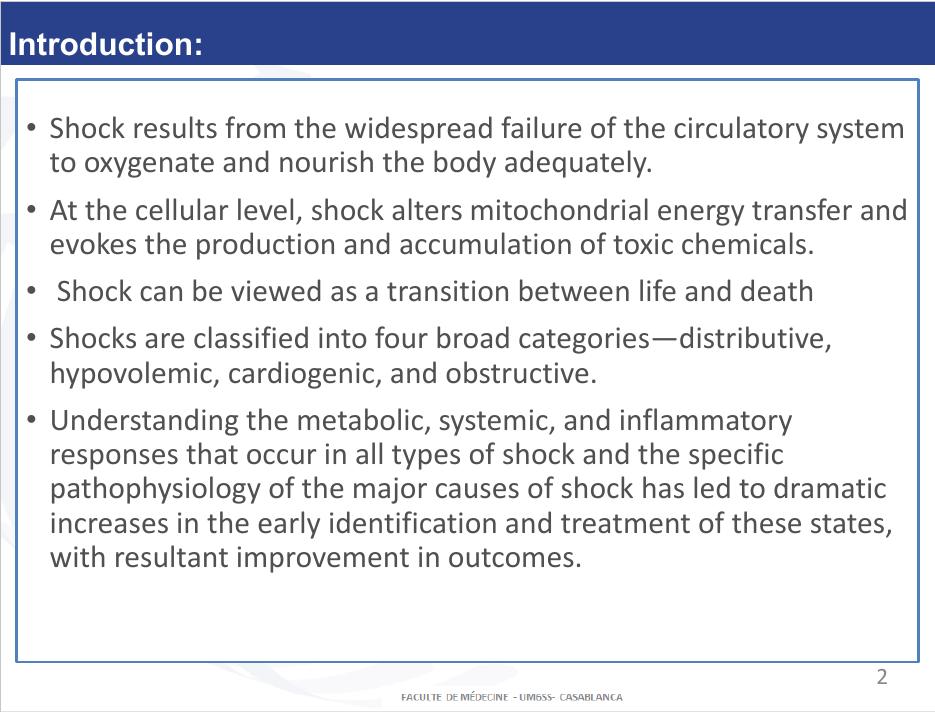 Introduction:
• Shock results from the widespread failure of the circulatory system
to oxygenate and nourish the body adequately.
• At the cellular level, shock alters mitochondrial energy transfer and
evokes the production and accumulation of toxic chemicals.
• Shock can be viewed as a transition between life and death
• Shocks are classified into four broad categories—distributive,
hypovolemic, cardiogenic, and obstructive.
• Understanding the metabolic, systemic, and inflammatory
responses that occur in all types of shock and the specific
pathophysiology of the major causes of shock has led to dramatic
increases in the early identification and treatment of these states,
with resultant improvement in outcomes.
2
FACULTE DE MÉDECINE - UM6SS- CASABLANCA